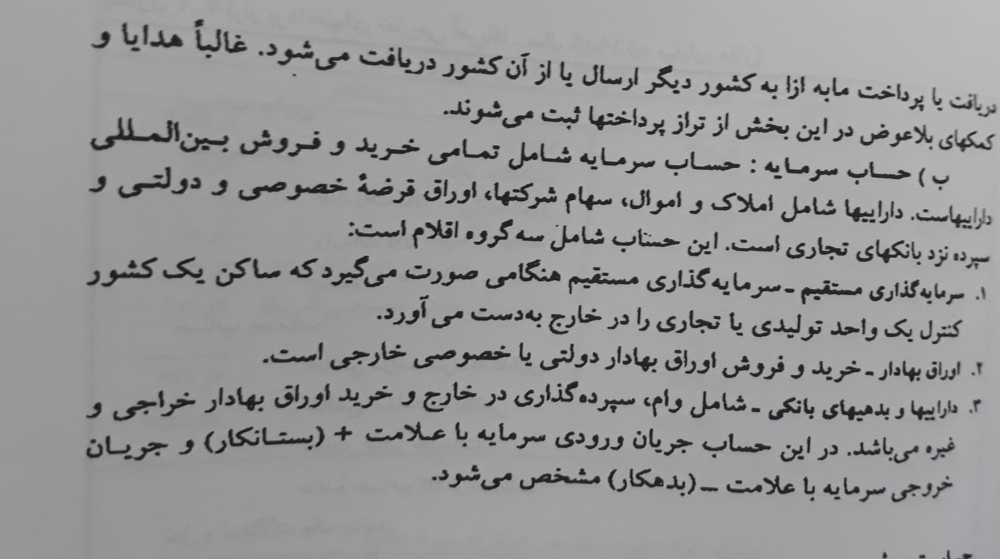 دریافت یا پرداخت مابه ازا به کشور دیگر ارسال یا از آن کشور دریافت می‌شود. غالباً هدایا و
کمکهای بلاعوض در این بخش از تراز پرداختها ثبت می‌شوند.
ب) حساب سرمایه : حساب سرمایه شامل تمامی خرید و فروش بین‌المللی
داراییهاست. داراییها شامل املاک و اموال، سهام شرکتها، اوراق قرضهٔ خصوصی و دولتی و
سپرده نزد بانکهای تجاری است. این حساب شامل سه گروه اقلام است:
۱. سرمایه‌گذاری مستقیم ـ سرمایه‌گذاری مستقیم هنگامی صورت می‌گیرد که ساکن یک کشور
کنترل یک واحد تولیدی یا تجاری را در خارج به‌دست می آورد.
۲. اوراق بهادار ـ خرید و فروش اوراق بهادار دولتی یا خصوصی خارجی است.
۳. داراییها و بدهیهای بانکی ـ شامل وام، سپرده‌گذاری در خارج و خرید اوراق بهادار خراجی و
غیره می‌باشد. در این حساب جریان ورودی سرمایه با علامت + (بستانکار) و جریان
خروجی سرمایه با علامت ـ (بدهکار) مشخص می‌شود.